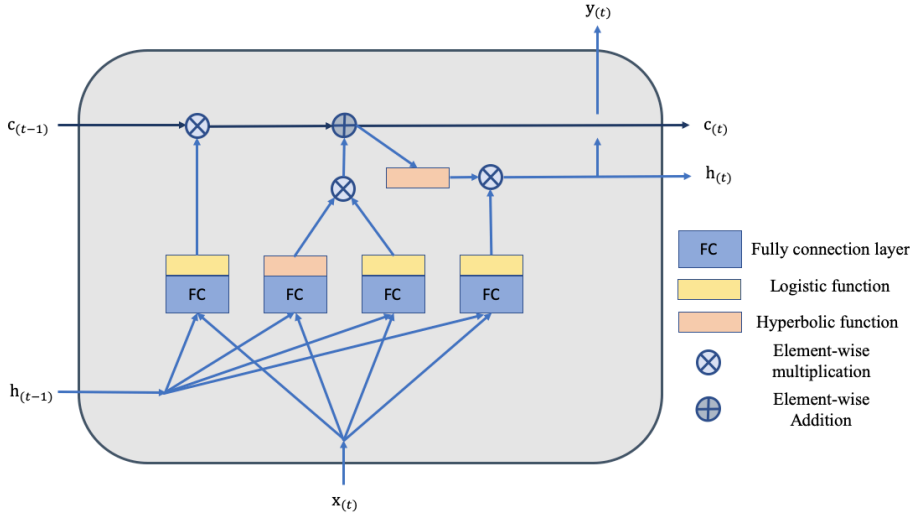 y(t)
c(t−1)
c(t)
h(t)
FC
FC
FC
FC
h(t−1)
x(t)
FC Fully connection layer
Logistic function
Hyperbolic function
Element-wise
multiplication
Element-wise
Addition